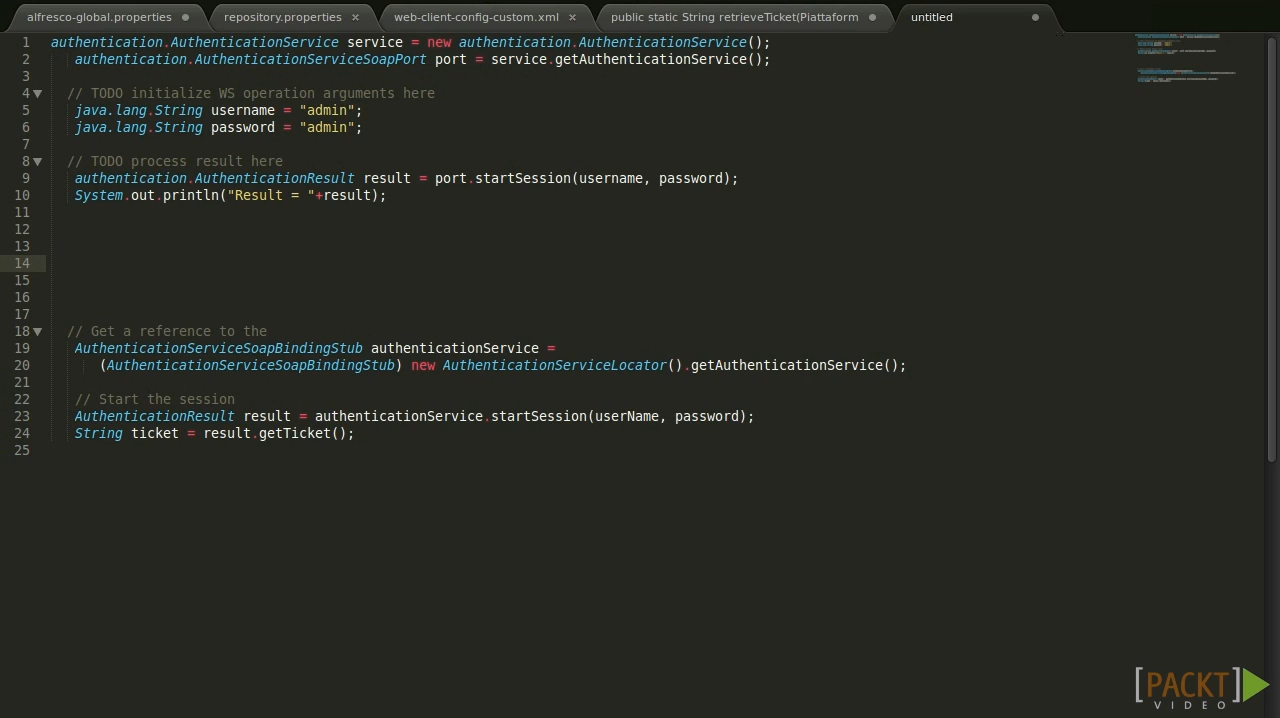 alfresco-global.properties repository.properties web-client-config-custom.xml public static String retrieveTicket(Piattaform untitled
1 authentication.AuthenticationService service = new authentication.AuthenticationService();
2 authentication.AuthenticationServiceSoapPort port = service.getAuthenticationService();
3
4 // TODO initialize WS operation arguments here
5 java.lang.String username = "admin";
6 java.lang.String password = "admin";
7
8 // TODO process result here
9 authentication.AuthenticationResult result = port.startSession(username, password);
10 System.out.println("Result = "+result);
11
12
13
14
15
16
17
18 // Get a reference to the
19 AuthenticationServiceSoapBindingStub authenticationService =
20 (AuthenticationServiceSoapBindingStub) new AuthenticationServiceLocator().getAuthenticationService();
21
22 // Start the session
23 AuthenticationResult result = authenticationService.startSession(userName, password);
24 String ticket = result.getTicket();
25
[PACKT]
VIDEO